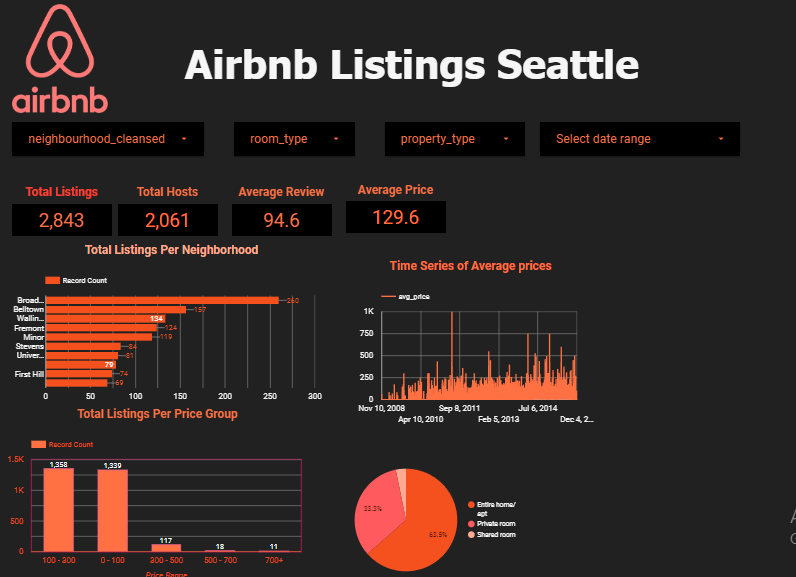 Airbnb Listings Seattle
airbnb
neighbourhood_cleansed
room_type
property_type
Select date range
Total Listings
Total Hosts
Average Review
Average Price
2,843
2,061
94.6
129.6
Total Listings Per Neighborhood
Record Count
Broad... 260
Belltown 157
Wallin... 134
Fremont 124
Minor 119
Stevens 84
Univer... 81
79
First Hill 74
69
0 50 100 150 200 250 300
Time Series of Average prices
avg_price
1K
750
500
250
0
Nov 10, 2008 Sep 8, 2011 Jul 6, 2014
Apr 10, 2010 Feb 5, 2013 Dec 4, 2...
Total Listings Per Price Group
Record Count
1.5K
1K
500
0
1,358
1,339
117
18
11
100 - 300 0 - 100 300 - 500 500 - 700 700+
Price Range
33.3%
63.5%
Entire home/
apt
Private room
Shared room